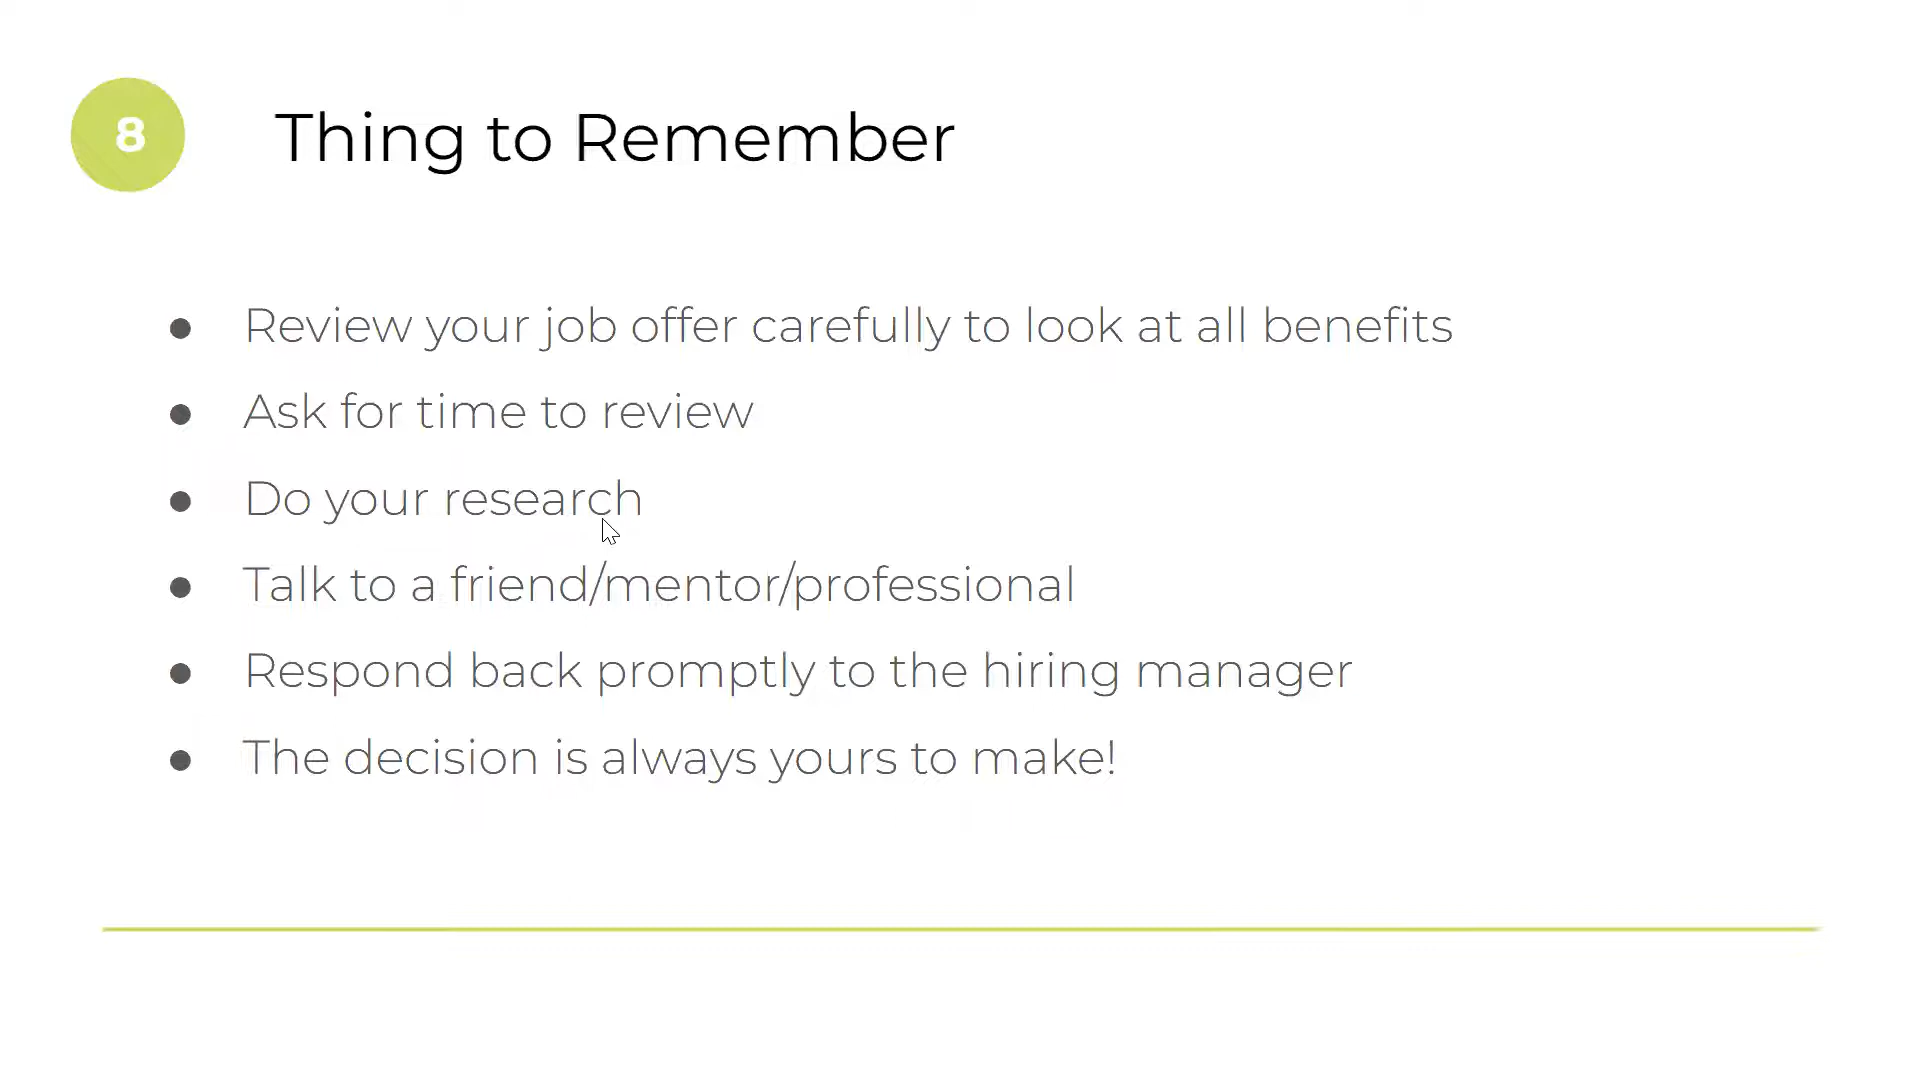 8
Thing to Remember
● Review your job offer carefully to look at all benefits
● Ask for time to review
● Do your research
● Talk to a friend/mentor/professional
● Respond back promptly to the hiring manager
● The decision is always yours to make!